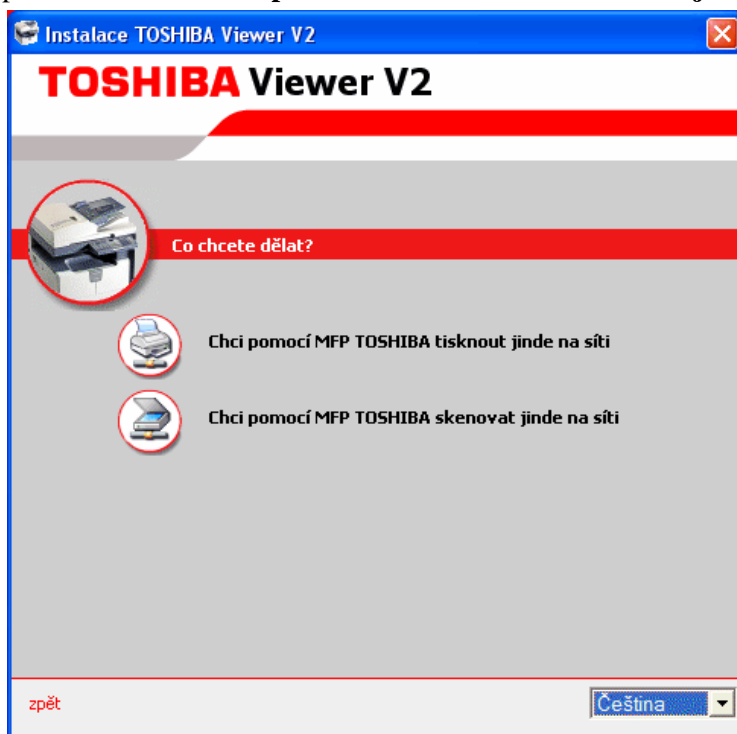 Instalace TOSHIBA Viewer V2
TOSHIBA Viewer V2
Co chcete dělat?
Chci pomocí MFP TOSHIBA tisknout jinde na síti
Chci pomocí MFP TOSHIBA skenovat jinde na síti
zpět
Čeština